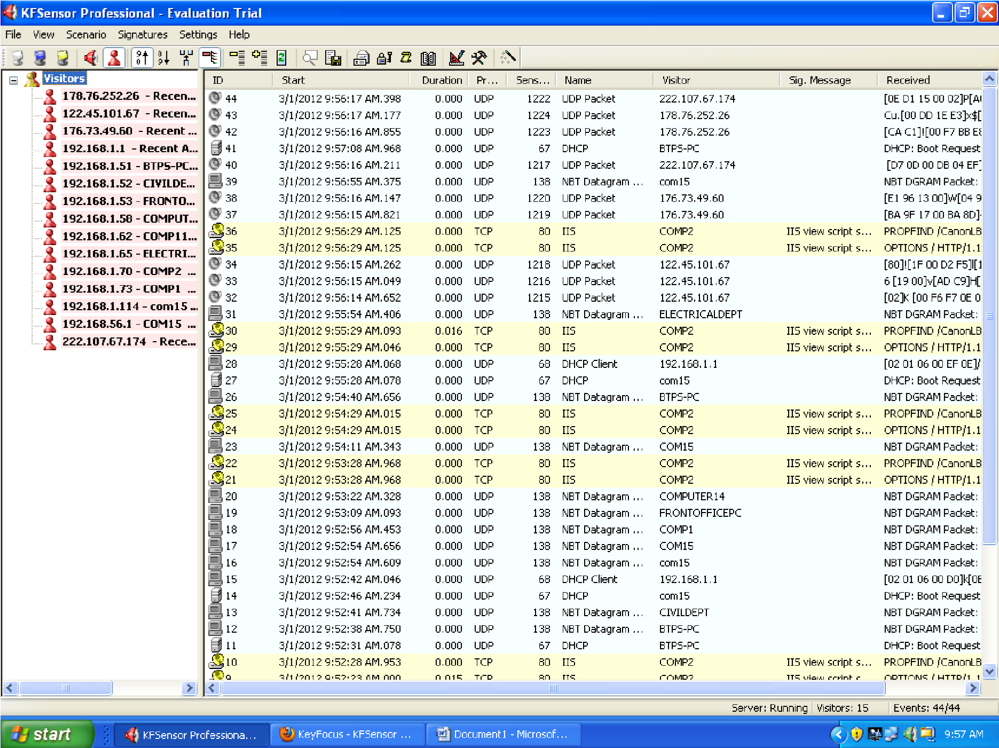 KFSensor Professional - Evaluation Trial
File View Scenario Signatures Settings Help
Visitors
178.76.252.26 - Recen...
122.45.101.67 - Recen...
176.73.49.60 - Recent ...
192.168.1.1 - Recent A...
192.168.1.51 - BTPS-PC...
192.168.1.52 - CIVILDE...
192.168.1.53 - FRONTO...
192.168.1.58 - COMPUT...
192.168.1.62 - COMP11...
192.168.1.65 - ELECTRI...
192.168.1.70 - COMP2 ...
192.168.1.73 - COMP1 ...
192.168.1.114 - com15 ...
192.168.56.1 - COM15 ...
222.107.67.174 - Rece...
ID Start Duration Pr... Sens... Name Visitor Sig. Message Received
44 3/1/2012 9:56:17 AM.398 0.000 UDP 1222 UDP Packet 222.107.67.174 [0E D1 15 00 02]P[A
43 3/1/2012 9:56:17 AM.177 0.000 UDP 1224 UDP Packet 178.76.252.26 Cu.[00 DD 1E E3]x$[
42 3/1/2012 9:56:16 AM.855 0.000 UDP 1223 UDP Packet 178.76.252.26 [CA C1]![00 F7 BB E8
41 3/1/2012 9:57:08 AM.968 0.000 UDP 67 DHCP BTPS-PC DHCP: Boot Request
40 3/1/2012 9:56:16 AM.211 0.000 UDP 1217 UDP Packet 222.107.67.174 [D7 0D 00 DB 04 EF]
39 3/1/2012 9:56:55 AM.375 0.000 UDP 138 NBT Datagram ... com15 NBT DGRAM Packet:
38 3/1/2012 9:56:16 AM.147 0.000 UDP 1220 UDP Packet 176.73.49.60 [E1 96 13 00]W[04 9
37 3/1/2012 9:56:15 AM.821 0.000 UDP 1219 UDP Packet 176.73.49.60 [BA 9F 17 00 BA 8D]
36 3/1/2012 9:56:29 AM.125 0.000 TCP 80 IIS COMP2 IIS view script s... PROPFIND /CanonLB
35 3/1/2012 9:56:29 AM.125 0.000 TCP 80 IIS COMP2 IIS view script s... OPTIONS / HTTP/1.1
34 3/1/2012 9:56:15 AM.262 0.000 UDP 1218 UDP Packet 122.45.101.67 [80]![1F 00 D2 F5]l[1
33 3/1/2012 9:56:15 AM.049 0.000 UDP 1216 UDP Packet 122.45.101.67 6 [19 00]v[AD C9]H[
32 3/1/2012 9:56:14 AM.652 0.000 UDP 1215 UDP Packet 122.45.101.67 [02]K [00 F6 F7 0E 0
31 3/1/2012 9:55:54 AM.406 0.000 UDP 138 NBT Datagram ... ELECTRICALDEPT NBT DGRAM Packet:
30 3/1/2012 9:55:29 AM.093 0.016 TCP 80 IIS COMP2 IIS view script s... PROPFIND /CanonLB
29 3/1/2012 9:55:29 AM.046 0.000 TCP 80 IIS COMP2 IIS view script s... OPTIONS / HTTP/1.1
28 3/1/2012 9:55:28 AM.068 0.000 UDP 68 DHCP Client 192.168.1.1 [02 01 06 00 EF 0E]/
27 3/1/2012 9:55:28 AM.078 0.000 UDP 67 DHCP com15 DHCP: Boot Request
26 3/1/2012 9:54:40 AM.656 0.000 UDP 138 NBT Datagram ... BTPS-PC NBT DGRAM Packet:
25 3/1/2012 9:54:29 AM.015 0.000 TCP 80 IIS COMP2 IIS view script s... PROPFIND /CanonLB
24 3/1/2012 9:54:29 AM.015 0.000 TCP 80 IIS COMP2 IIS view script s... OPTIONS / HTTP/1.1
23 3/1/2012 9:54:11 AM.343 0.000 UDP 138 NBT Datagram ... COM15 NBT DGRAM Packet:
22 3/1/2012 9:53:28 AM.968 0.000 TCP 80 IIS COMP2 IIS view script s... PROPFIND /CanonLB
21 3/1/2012 9:53:28 AM.968 0.000 TCP 80 IIS COMP2 IIS view script s... OPTIONS / HTTP/1.1
20 3/1/2012 9:53:22 AM.328 0.000 UDP 138 NBT Datagram ... COMPUTER14 NBT DGRAM Packet:
19 3/1/2012 9:53:09 AM.093 0.000 UDP 138 NBT Datagram ... FRONTOFFICEPC NBT DGRAM Packet:
18 3/1/2012 9:52:56 AM.453 0.000 UDP 138 NBT Datagram ... COMP1 NBT DGRAM Packet:
17 3/1/2012 9:52:54 AM.656 0.000 UDP 138 NBT Datagram ... COM15 NBT DGRAM Packet:
16 3/1/2012 9:52:54 AM.609 0.000 UDP 138 NBT Datagram ... com15 NBT DGRAM Packet:
15 3/1/2012 9:52:42 AM.046 0.000 UDP 68 DHCP Client 192.168.1.1 [02 01 06 00 D0]k[0E
14 3/1/2012 9:52:46 AM.234 0.000 UDP 67 DHCP com15 DHCP: Boot Request
13 3/1/2012 9:52:41 AM.734 0.000 UDP 138 NBT Datagram ... CIVILDEPT NBT DGRAM Packet:
12 3/1/2012 9:52:38 AM.750 0.000 UDP 138 NBT Datagram ... BTPS-PC NBT DGRAM Packet:
11 3/1/2012 9:52:31 AM.078 0.000 UDP 67 DHCP BTPS-PC DHCP: Boot Request
10 3/1/2012 9:52:28 AM.953 0.000 TCP 80 IIS COMP2 IIS view script s... PROPFIND /CanonLB
9 3/1/2012 9:52:23 AM.000 0.015 TCP 80 IIS COMP2 IIS view script s... OPTIONS / HTTP/1.1
Server: Running Visitors: 15 Events: 44/44
start KFSensor Professiona... KeyFocus - KFSensor ... Document1 - Microsof... 9:57 AM